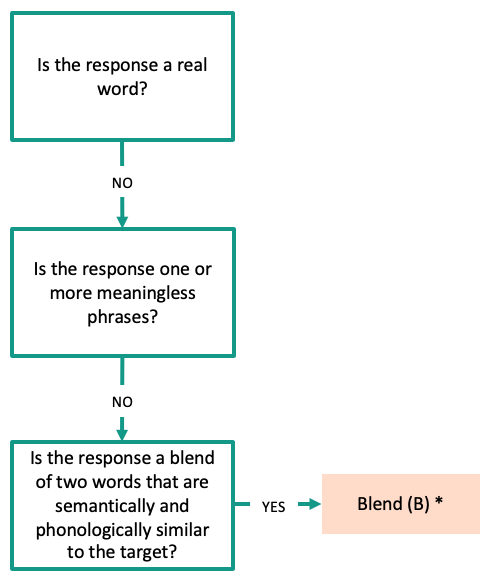 Is the response a real
word?
NO
Is the response one or
more meaningless
phrases?
NO
Is the response a blend
of two words that are
semantically and
phonologically similar
to the target?
YES
Blend (B) *